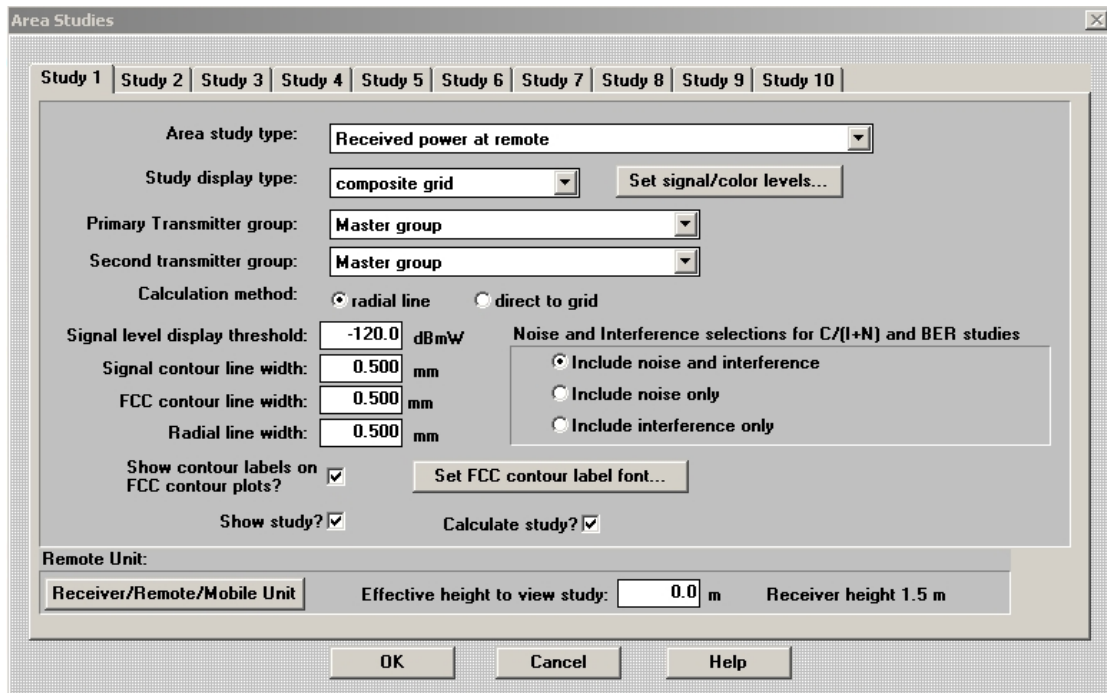 Area Studies
Study 1 Study 2 Study 3 Study 4 Study 5 Study 6 Study 7 Study 8 Study 9 Study 10
Area study type: Received power at remote
Study display type: composite grid Set signal/color levels...
Primary Transmitter group: Master group
Second transmitter group: Master group
Calculation method: radial line direct to grid
Signal level display threshold: -120.0 dBmW Noise and Interference selections for C/(I+N) and BER studies
Signal contour line width: 0.500 mm Include noise and interference
FCC contour line width: 0.500 mm Include noise only
Radial line width: 0.500 mm Include interference only
Show contour labels on
FCC contour plots? Set FCC contour label font...
Show study? Calculate study?
Remote Unit:
Receiver/Remote/Mobile Unit Effective height to view study: 0.0 m Receiver height 1.5 m
OK Cancel Help